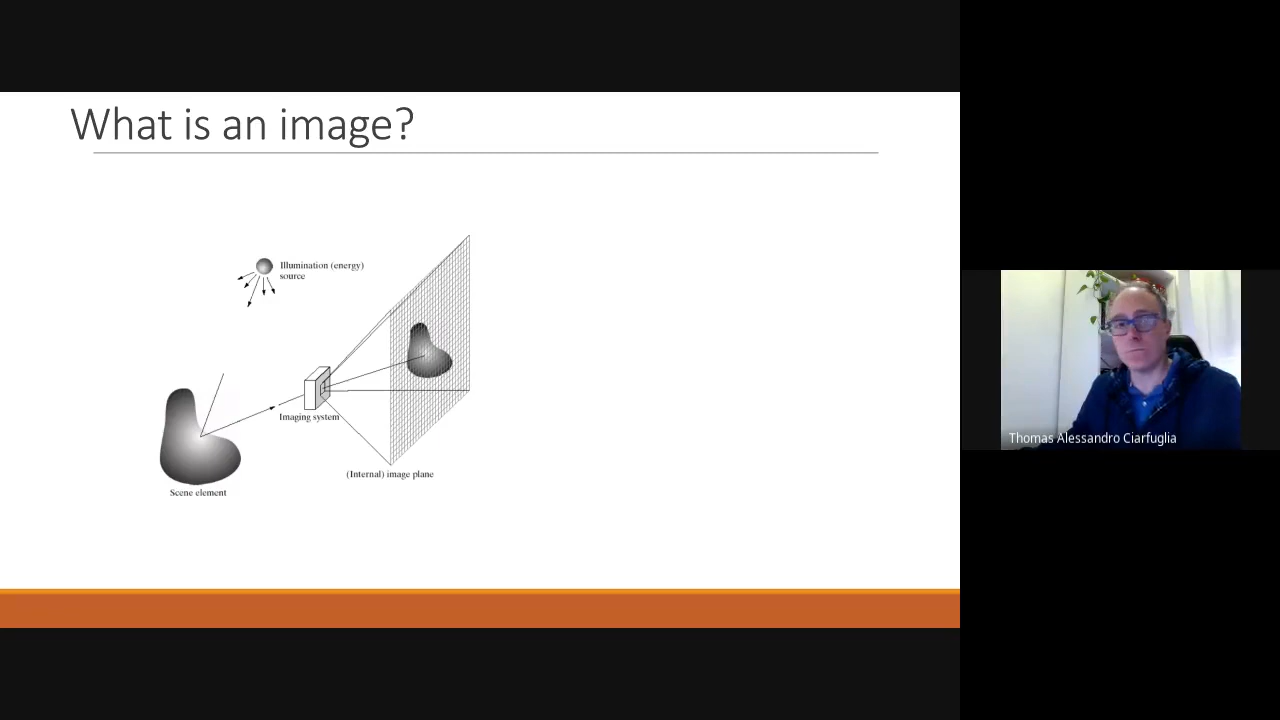 What is an image?
Illumination (energy)
source
Imaging system
(Internal) image plane
Scene element
Thomas Alessandro Ciarfuglia